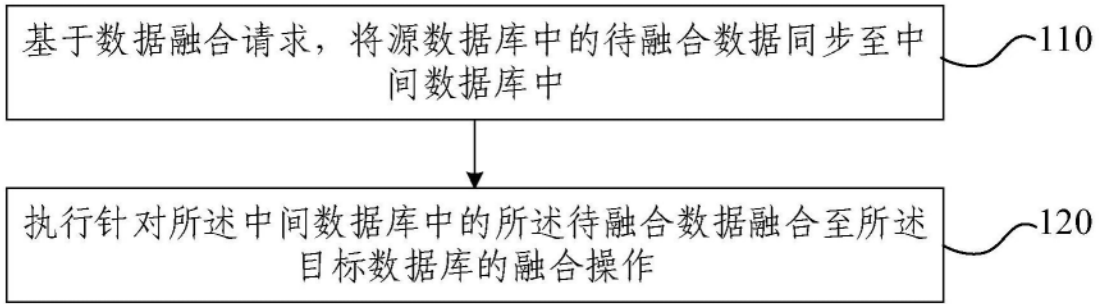 基于数据融合请求，将源数据库中的待融合数据同步至中
间数据库中
110
执行针对所述中间数据库中的所述待融合数据融合至所述
目标数据库的融合操作
120